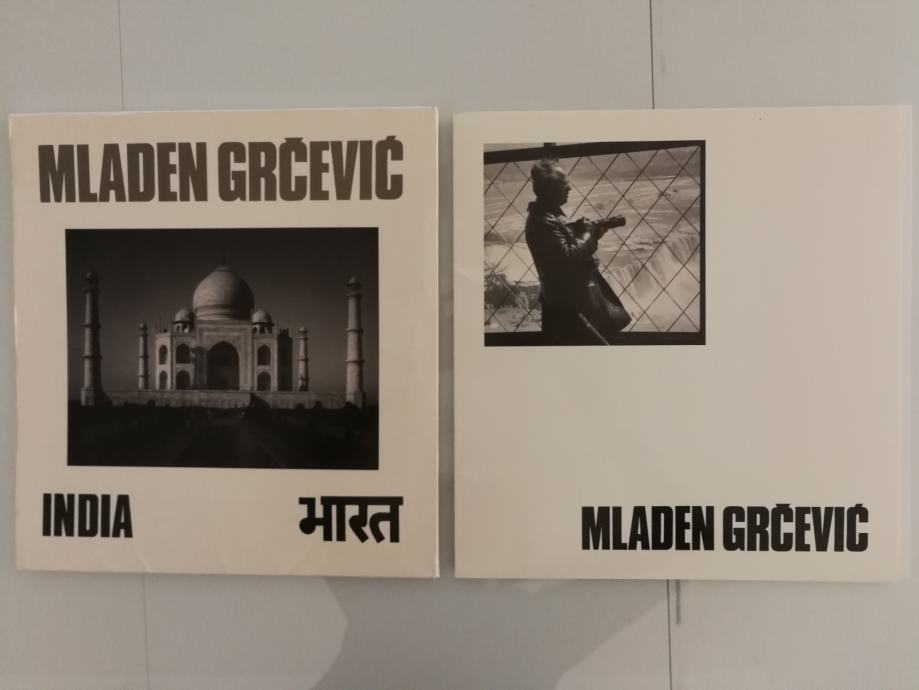 MLADEN GRČEVIĆ
INDIA
भारत
MLADEN GRČEVIĆ